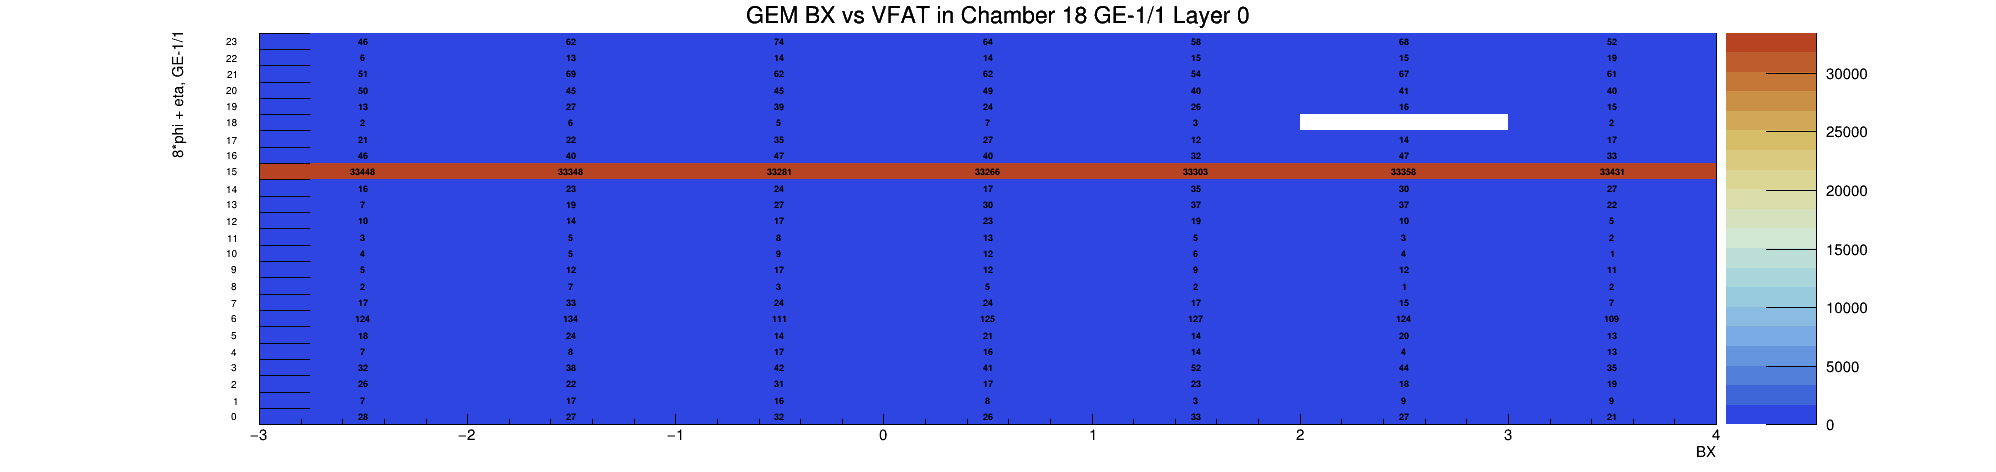 GEM BX vs VFAT in Chamber 18 GE-1/1 Layer 0
8*phi + eta, GE-1/1
23 46 62 74 64 58 68 52
22 6 13 14 14 15 15 19
21 51 69 62 62 54 67 61
20 50 45 45 49 40 41 40
19 13 27 39 24 26 16 15
18 2 6 5 7 3 2
17 21 22 35 27 12 14 17
16 46 40 47 40 32 47 33
15 33448 33348 33281 33266 33303 33358 33431
14 16 23 24 17 35 30 27
13 7 19 27 30 37 37 22
12 10 14 17 23 19 10 5
11 3 5 8 13 5 3 2
10 4 5 9 12 6 4 1
9 5 12 17 12 9 12 11
8 2 7 3 5 2 1 2
7 17 33 24 24 17 15 7
6 124 134 111 125 127 124 109
5 18 24 14 21 14 20 13
4 7 8 17 16 14 4 13
3 32 38 42 41 52 44 35
2 26 22 31 17 23 18 19
1 7 17 16 8 3 9 9
0 28 27 32 26 33 27 21
−3 −2 −1 0 1 2 3 4
BX
30000
25000
20000
15000
10000
5000
0